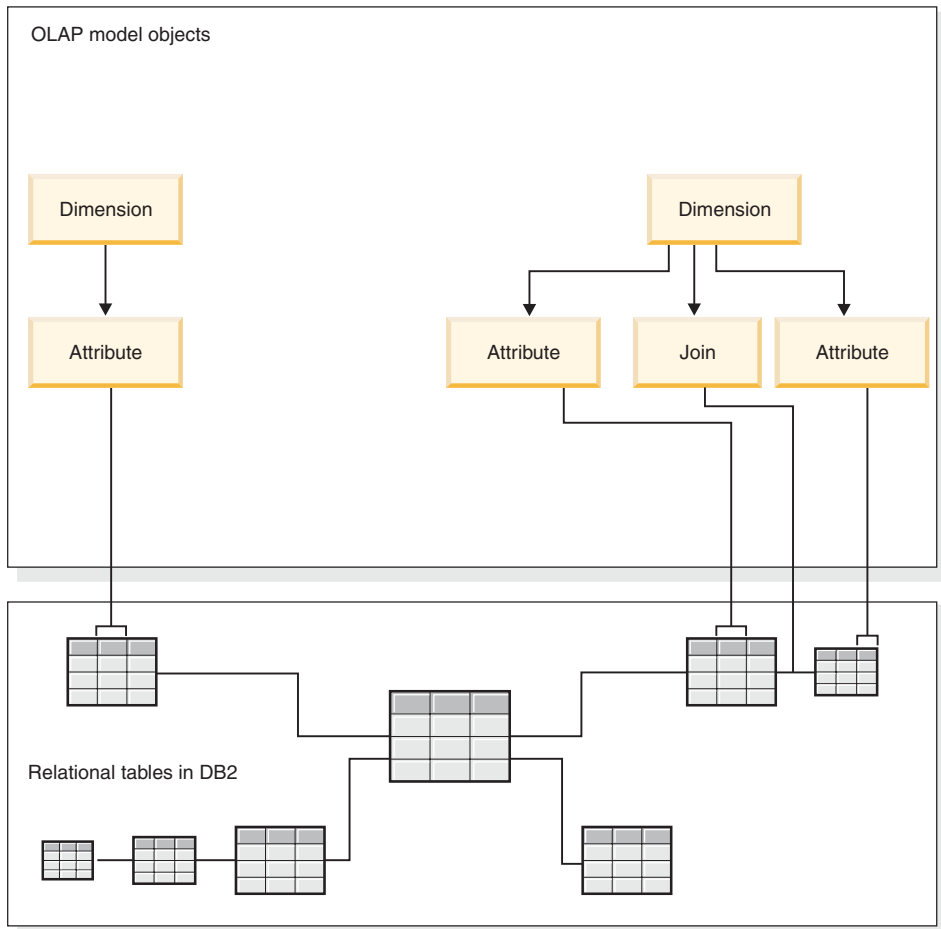 OLAP model objects
Dimension
Dimension
Attribute
Attribute
Join
Attribute
Relational tables in DB2